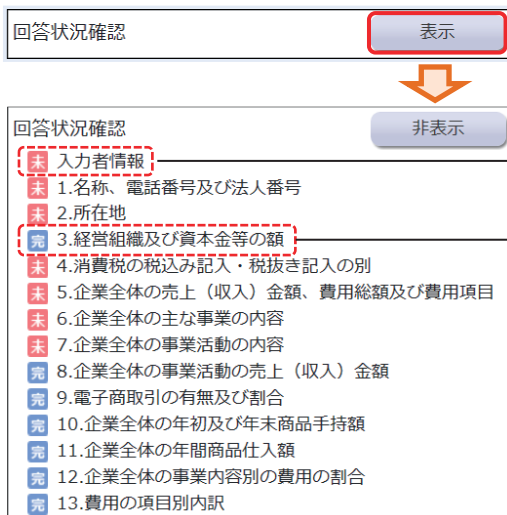 回答状況確認 表示
回答状況確認 非表示
未 入力者情報
未 1.名称、電話番号及び法人番号
未 2.所在地
完 3.経営組織及び資本金等の額
未 4.消費税の税込み記入・税抜き記入の別
未 5.企業全体の売上（収入）金額、費用総額及び費用項目
未 6.企業全体の主な事業の内容
未 7.企業全体の事業活動の内容
完 8.企業全体の事業活動の売上（収入）金額
完 9.電子商取引の有無及び割合
完 10.企業全体の年初及び年末商品手持額
完 11.企業全体の年間商品仕入額
完 12.企業全体の事業内容別の費用の割合
完 13.費用の項目別内訳